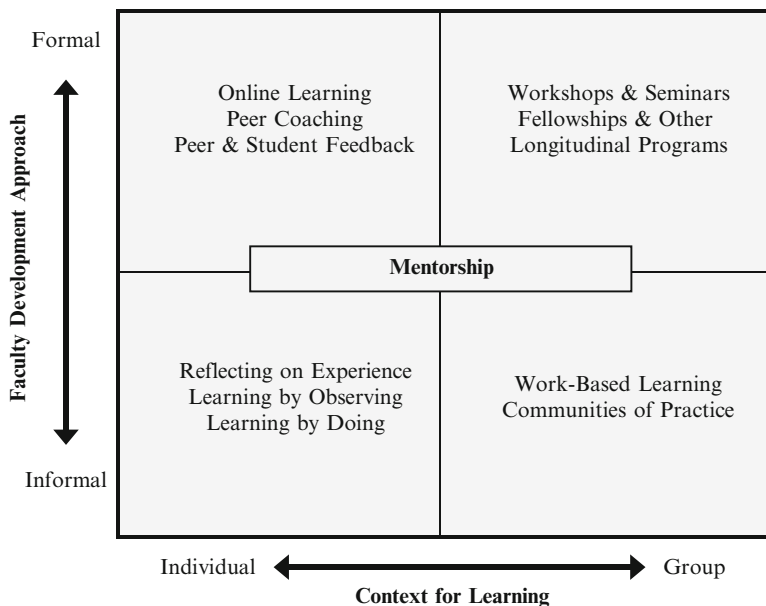 Formal
Faculty Development Approach
Informal
Online Learning
Peer Coaching
Peer & Student Feedback
Workshops & Seminars
Fellowships & Other
Longitudinal Programs
Mentorship
Reflecting on Experience
Learning by Observing
Learning by Doing
Work-Based Learning
Communities of Practice
Individual
Group
Context for Learning